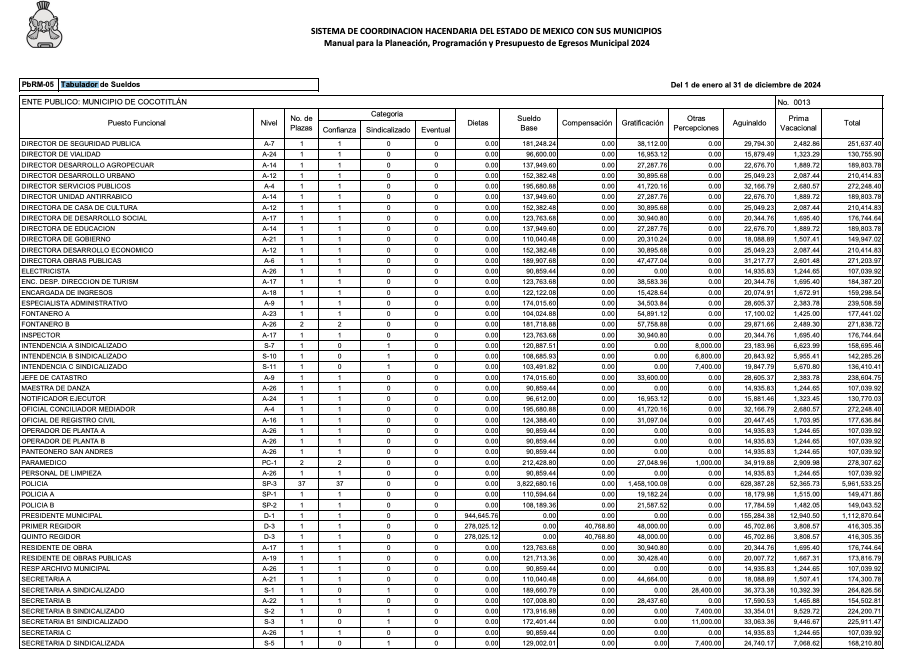 SISTEMA DE COORDINACION HACENDARIA DEL ESTADO DE MEXICO CON SUS MUNICIPIOS
Manual para la Planeación, Programación y Presupuesto de Egresos Municipal 2024
PbRM-05 Tabulador de Sueldos Del 1 de enero al 31 de diciembre de 2024
ENTE PUBLICO: MUNICIPIO DE COCOTITLÁN No. 0013
Puesto Funcional Nivel No. de Plazas Categoria Confianza Sindicalizado Eventual Dietas Sueldo Base Compensación Gratificación Otras Percepciones Aguinaldo Prima Vacacional Total
DIRECTOR DE SEGURIDAD PUBLICA A-7 1 1 0 0 0.00 181,248.24 0.00 38,112.00 0.00 29,794.30 2,482.86 251,637.40
DIRECTOR DE VIALIDAD A-24 1 1 0 0 0.00 96,600.00 0.00 16,953.12 0.00 15,879.49 1,323.29 130,755.90
DIRECTOR DESARROLLO AGROPECUAR A-14 1 1 0 0 0.00 137,949.60 0.00 27,287.76 0.00 22,676.70 1,889.72 189,803.78
DIRECTOR DESARROLLO URBANO A-12 1 1 0 0 0.00 152,382.48 0.00 30,895.68 0.00 25,049.23 2,087.44 210,414.83
DIRECTOR SERVICIOS PUBLICOS A-4 1 1 0 0 0.00 195,680.88 0.00 41,720.16 0.00 32,166.79 2,680.57 272,248.40
DIRECTOR UNIDAD ANTIRRABICO A-14 1 1 0 0 0.00 137,949.60 0.00 27,287.76 0.00 22,676.70 1,889.72 189,803.78
DIRECTORA DE CASA DE CULTURA A-12 1 1 0 0 0.00 152,382.48 0.00 30,895.68 0.00 25,049.23 2,087.44 210,414.83
DIRECTORA DE DESARROLLO SOCIAL A-17 1 1 0 0 0.00 123,763.68 0.00 30,940.80 0.00 20,344.76 1,695.40 176,744.64
DIRECTORA DE EDUCACION A-14 1 1 0 0 0.00 137,949.60 0.00 27,287.76 0.00 22,676.70 1,889.72 189,803.78
DIRECTORA DE GOBIERNO A-21 1 1 0 0 0.00 110,040.48 0.00 20,310.24 0.00 18,088.89 1,507.41 149,947.02
DIRECTORA DESARROLLO ECONOMICO A-12 1 1 0 0 0.00 152,382.48 0.00 30,895.68 0.00 25,049.23 2,087.44 210,414.83
DIRECTORA OBRAS PUBLICAS A-6 1 1 0 0 0.00 189,907.68 0.00 47,477.04 0.00 31,217.77 2,601.48 271,203.97
ELECTRICISTA A-26 1 1 0 0 0.00 90,859.44 0.00 0.00 0.00 14,935.83 1,244.65 107,039.92
ENC. DESP. DIRECCION DE TURISM A-17 1 1 0 0 0.00 123,763.68 0.00 38,583.36 0.00 20,344.76 1,695.40 184,387.20
ENCARGADA DE INGRESOS A-18 1 1 0 0 0.00 122,122.08 0.00 15,428.64 0.00 20,074.91 1,672.91 159,298.54
ESPECIALISTA ADMINISTRATIVO A-9 1 1 0 0 0.00 174,015.60 0.00 34,503.84 0.00 28,605.37 2,383.78 239,508.59
FONTANERO A A-23 1 1 0 0 0.00 104,024.88 0.00 54,891.12 0.00 17,100.02 1,425.00 177,441.02
FONTANERO B A-26 2 2 0 0 0.00 181,718.88 0.00 57,758.88 0.00 29,871.66 2,489.30 271,838.72
INSPECTOR A-17 1 1 0 0 0.00 123,763.68 0.00 30,940.80 0.00 20,344.76 1,695.40 176,744.64
INTENDENCIA A SINDICALIZADO S-7 1 0 1 0 0.00 120,887.51 0.00 0.00 8,000.00 23,183.96 6,623.99 158,695.46
INTENDENCIA B SINDICALIZADO S-10 1 0 1 0 0.00 108,685.93 0.00 0.00 6,800.00 20,843.92 5,955.41 142,285.26
INTENDENCIA C SINDICALIZADO S-11 1 0 1 0 0.00 103,491.82 0.00 0.00 7,400.00 19,847.79 5,670.80 136,410.41
JEFE DE CATASTRO A-9 1 1 0 0 0.00 174,015.60 0.00 33,600.00 0.00 28,605.37 2,383.78 238,604.75
MAESTRA DE DANZA A-26 1 1 0 0 0.00 90,859.44 0.00 0.00 0.00 14,935.83 1,244.65 107,039.92
NOTIFICADOR EJECUTOR A-24 1 1 0 0 0.00 96,612.00 0.00 16,953.12 0.00 15,881.46 1,323.45 130,770.03
OFICIAL CONCILIADOR MEDIADOR A-4 1 1 0 0 0.00 195,680.88 0.00 41,720.16 0.00 32,166.79 2,680.57 272,248.40
OFICIAL DE REGISTRO CIVIL A-16 1 1 0 0 0.00 124,388.40 0.00 31,097.04 0.00 20,447.45 1,703.95 177,636.84
OPERADOR DE PLANTA A A-26 1 1 0 0 0.00 90,859.44 0.00 0.00 0.00 14,935.83 1,244.65 107,039.92
OPERADOR DE PLANTA B A-26 1 1 0 0 0.00 90,859.44 0.00 0.00 0.00 14,935.83 1,244.65 107,039.92
PANTEONERO SAN ANDRES A-26 1 1 0 0 0.00 90,859.44 0.00 0.00 0.00 14,935.83 1,244.65 107,039.92
PARAMEDICO PC-1 2 2 0 0 0.00 212,428.80 0.00 27,048.96 1,000.00 34,919.88 2,909.98 278,307.62
PERSONAL DE LIMPIEZA A-26 1 1 0 0 0.00 90,859.44 0.00 0.00 0.00 14,935.83 1,244.65 107,039.92
POLICIA SP-3 37 37 0 0 0.00 3,822,680.16 0.00 1,458,100.08 0.00 628,387.28 52,365.73 5,961,533.25
POLICIA A SP-1 1 1 0 0 0.00 110,594.64 0.00 19,182.24 0.00 18,179.98 1,515.00 149,471.86
POLICIA B SP-2 1 1 0 0 0.00 108,189.36 0.00 21,587.52 0.00 17,784.59 1,482.05 149,043.52
PRESIDENTE MUNICIPAL D-1 1 1 0 0 944,645.76 0.00 0.00 0.00 0.00 155,284.38 12,940.50 1,112,870.64
PRIMER REGIDOR D-3 1 1 0 0 278,025.12 0.00 40,768.80 48,000.00 0.00 45,702.86 3,808.57 416,305.35
QUINTO REGIDOR D-3 1 1 0 0 278,025.12 0.00 40,768.80 48,000.00 0.00 45,702.86 3,808.57 416,305.35
RESIDENTE DE OBRA A-17 1 1 0 0 0.00 123,763.68 0.00 30,940.80 0.00 20,344.76 1,695.40 176,744.64
RESIDENTE DE OBRAS PUBLICAS A-19 1 1 0 0 0.00 121,713.36 0.00 30,428.40 0.00 20,007.72 1,667.31 173,816.79
RESP ARCHIVO MUNICIPAL A-26 1 1 0 0 0.00 90,859.44 0.00 0.00 0.00 14,935.83 1,244.65 107,039.92
SECRETARIA A A-21 1 1 0 0 0.00 110,040.48 0.00 44,664.00 0.00 18,088.89 1,507.41 174,300.78
SECRETARIA A SINDICALIZADO S-1 1 0 1 0 0.00 189,660.79 0.00 0.00 28,400.00 36,373.38 10,392.39 264,826.56
SECRETARIA B A-22 1 1 0 0 0.00 107,008.80 0.00 28,437.60 0.00 17,590.53 1,465.88 154,502.81
SECRETARIA B SINDICALIZADO S-2 1 0 1 0 0.00 173,916.98 0.00 0.00 7,400.00 33,354.01 9,529.72 224,200.71
SECRETARIA B1 SINDICALIZADO S-3 1 0 1 0 0.00 172,401.44 0.00 0.00 11,000.00 33,063.36 9,446.67 225,911.47
SECRETARIA C A-26 1 1 0 0 0.00 90,859.44 0.00 0.00 0.00 14,935.83 1,244.65 107,039.92
SECRETARIA D SINDICALIZADA S-5 1 0 1 0 0.00 129,002.01 0.00 0.00 7,400.00 24,740.17 7,068.62 168,210.80